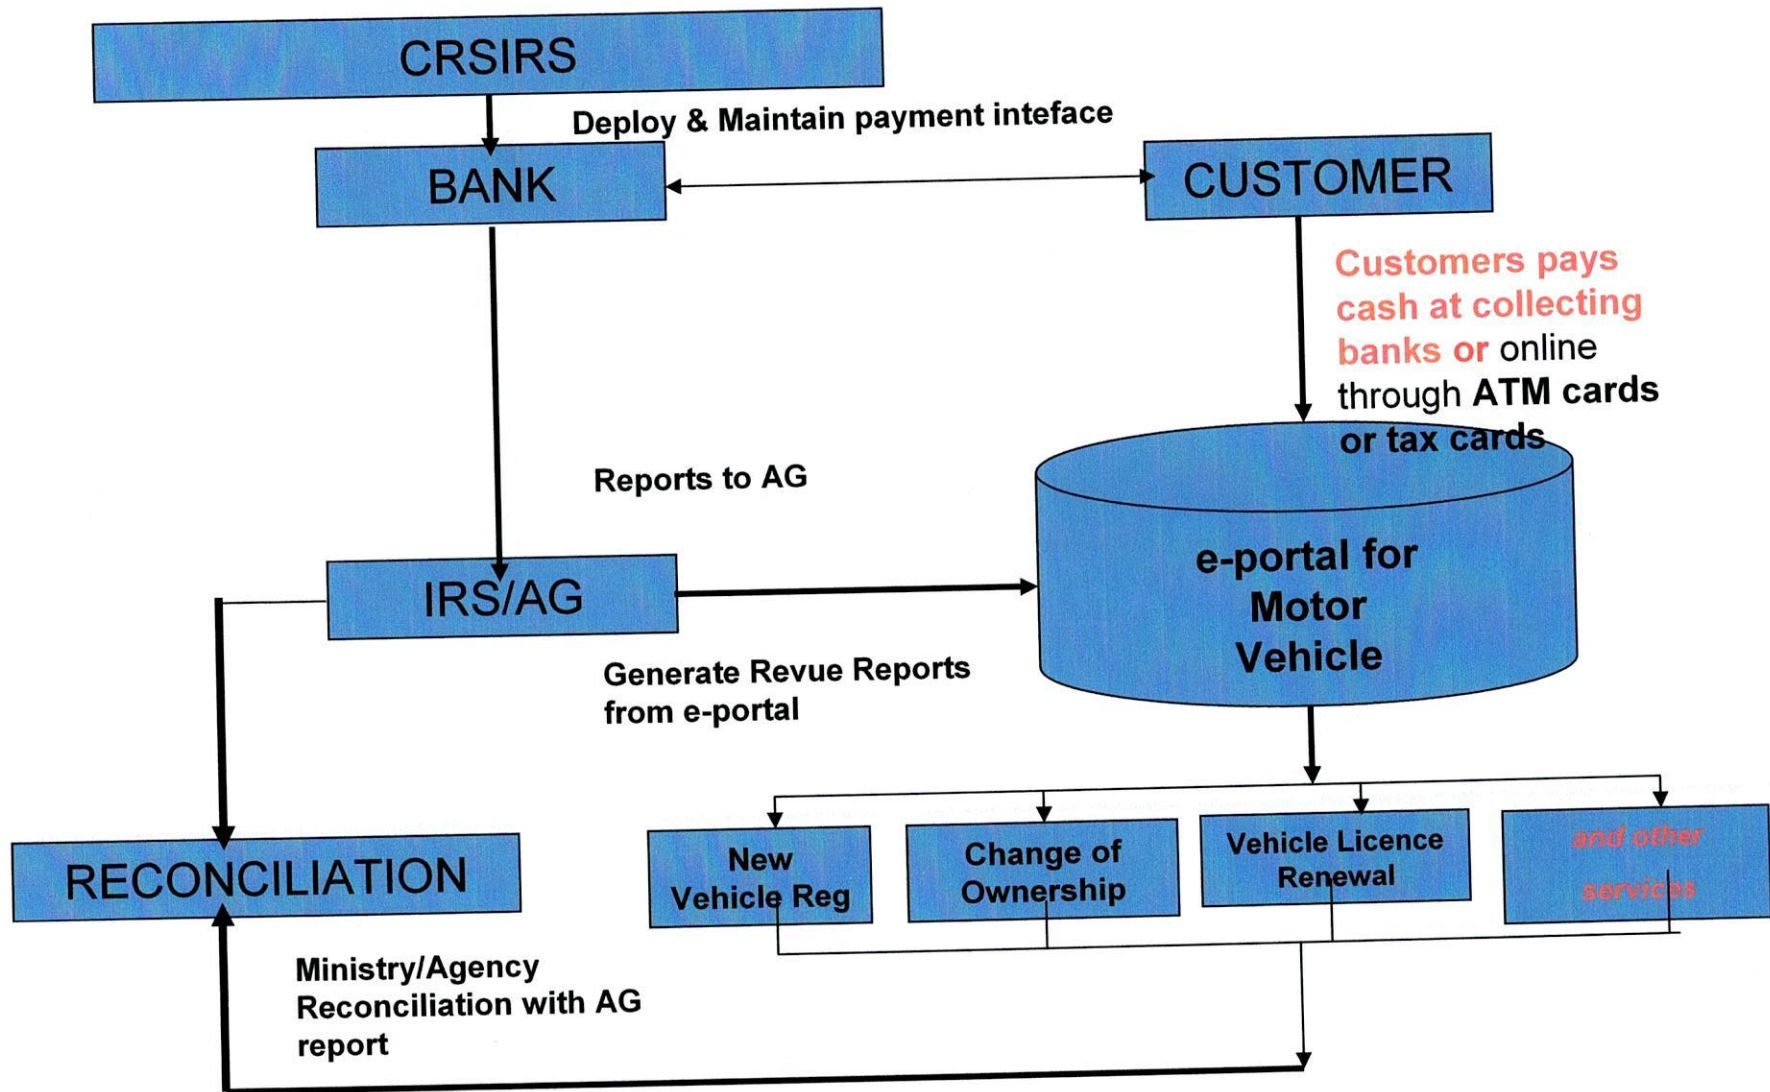 CRSIRS
Deploy & Maintain payment inteface
BANK
CUSTOMER
Customers pays
cash at collecting
banks or online
through ATM cards
or tax cards
Reports to AG
e-portal for
Motor
Vehicle
IRS/AG
Generate Revue Reports
from e-portal
RECONCILIATION
New
Vehicle Reg
Change of
Ownership
Vehicle Licence
Renewal
and other
services
Ministry/Agency
Reconciliation with AG
report